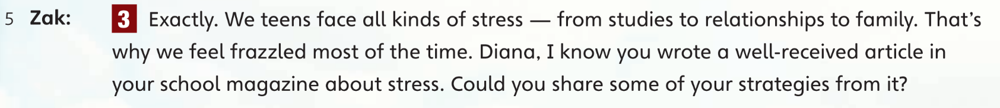 5 Zak: 3 Exactly. We teens face all kinds of stress — from studies to relationships to family. That’s
why we feel frazzled most of the time. Diana, I know you wrote a well-received article in
your school magazine about stress. Could you share some of your strategies from it?